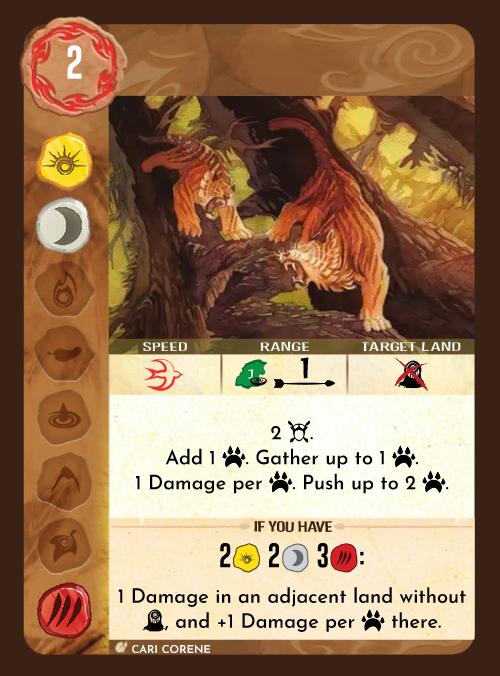 2
SPEED RANGE TARGET LAND
1 1
2 .
Add 1 . Gather up to 1 .
1 Damage per . Push up to 2 .
IF YOU HAVE
2 2 3 :
1 Damage in an adjacent land without
, and +1 Damage per there.
CARI CORENE